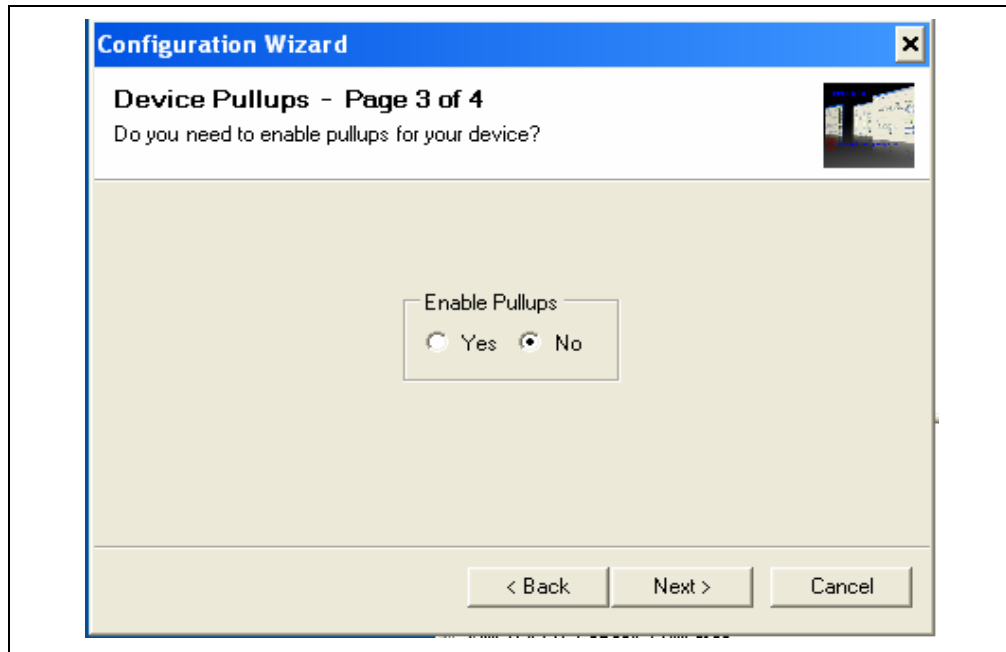 Configuration Wizard
Device Pullups - Page 3 of 4
Do you need to enable pullups for your device?
Enable Pullups
Yes No
< Back Next > Cancel